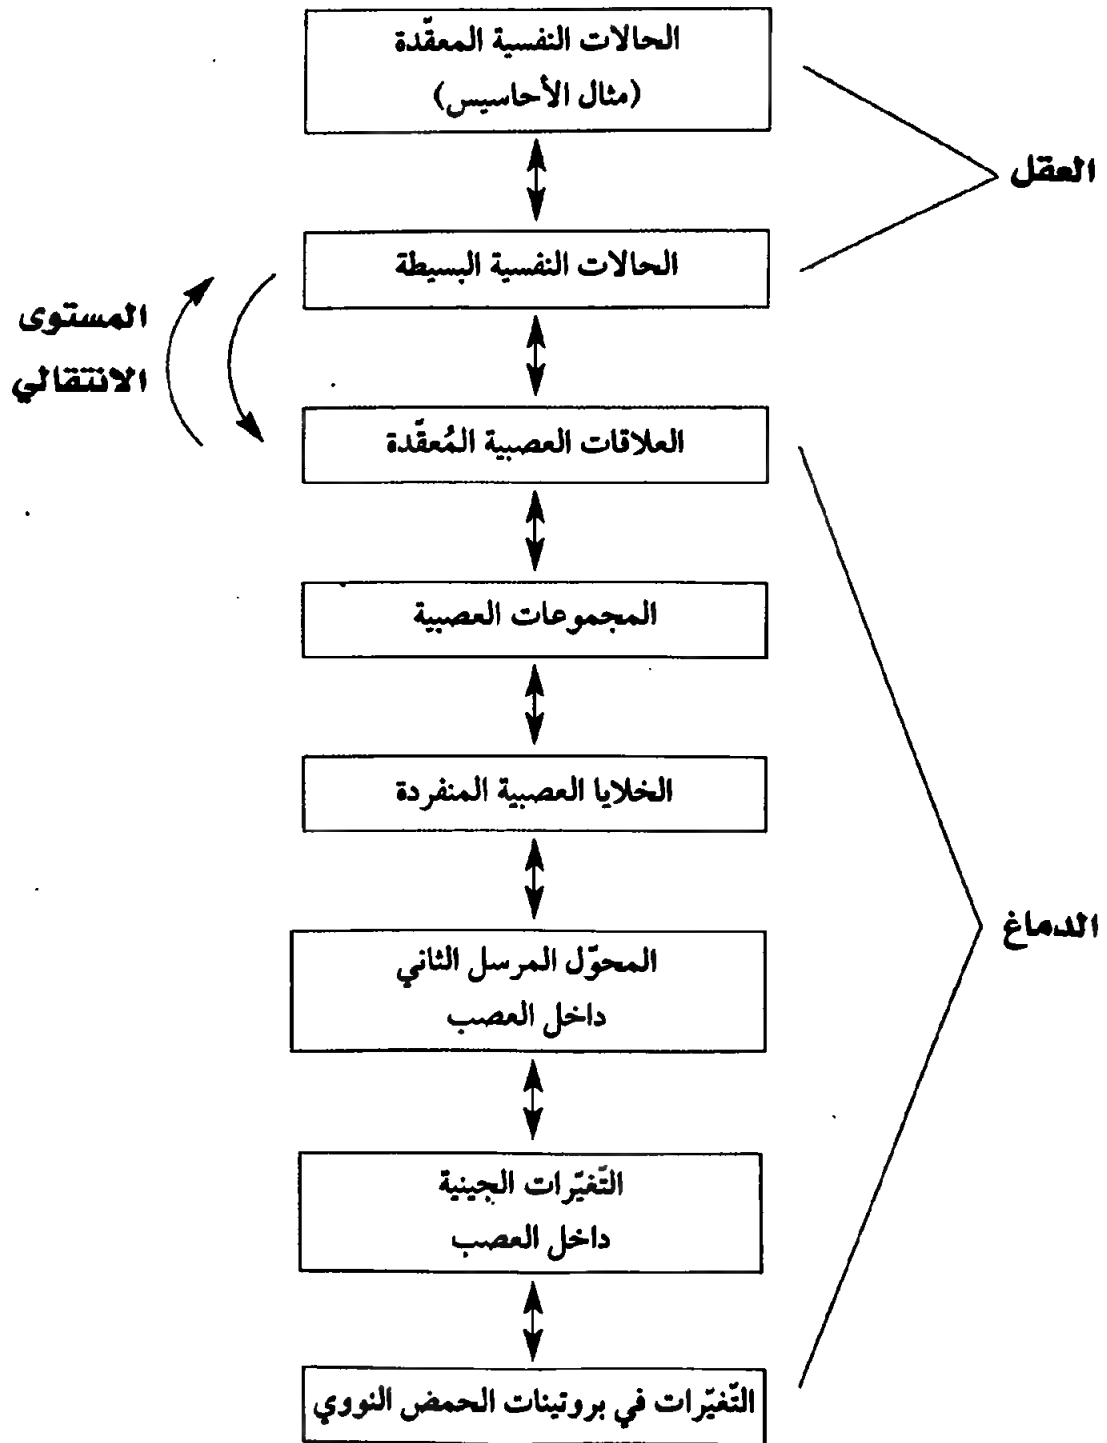 الحالات النفسية المعقّدة
(مثال الأحاسيس)
العقل
الحالات النفسية البسيطة
المستوى
الانتقالي
العلاقات العصبية المُعقّدة
المجموعات العصبية
الخلايا العصبية المنفردة
الدماغ
المحوّل المرسل الثاني
داخل العصب
التّغيّرات الجينية
داخل العصب
التّغيّرات في بروتينات الحمض النووي